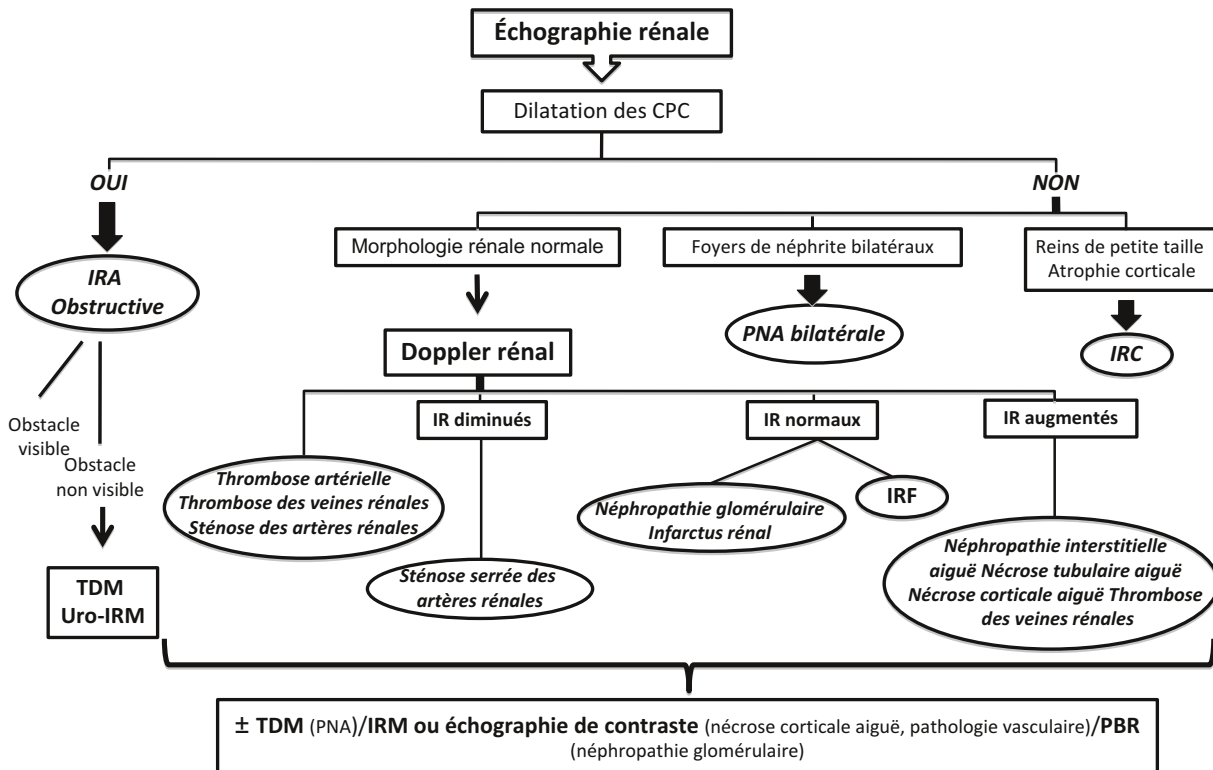 Échographie rénale
Dilatation des CPC
OUI
NON
IRA
Obstructive
Morphologie rénale normale
Foyers de néphrite bilatéraux
Reins de petite taille
Atrophie corticale
PNA bilatérale
IRC
Doppler rénal
Obstacle
visible
Obstacle
non visible
IR diminués
IR normaux
IR augmentés
Thrombose artérielle
Thrombose des veines rénales
Sténose des artères rénales
Sténose serrée des
artères rénales
Néphropathie glomérulaire
Infarctus rénal
IRF
Néphropathie interstitielle
aiguë Nécrose tubulaire aiguë
Nécrose corticale aiguë Thrombose
des veines rénales
TDM
Uro-IRM
± TDM (PNA)/IRM ou échographie de contraste (nécrose corticale aiguë, pathologie vasculaire)/PBR
(néphropathie glomérulaire)